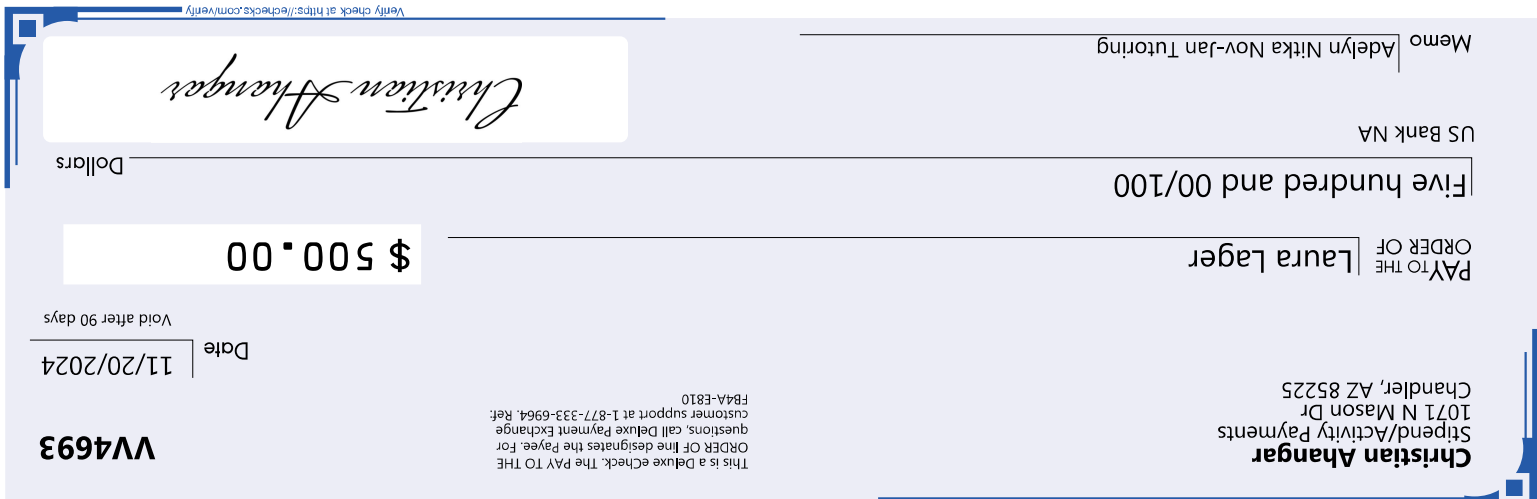 Christian Ahangar
Stipend/Activity Payments
1071 N Mason Dr
Chandler, AZ 85225
This is a Deluxe eCheck. The PAY TO THE
ORDER OF line designates the Payee. For
questions, call Deluxe Payment Exchange
customer support at 1-877-333-6964. Ref:
FB4A-E810
VV4693
Date 11/20/2024
Void after 90 days
PAY TO THE ORDER OF Laura Lager
$ 500.00
Five hundred and 00/100 Dollars
US Bank NA
Memo Adelyn Nitka Nov-Jan Tutoring
Christian Ahangar
Verify check at https://echecks.com/verify